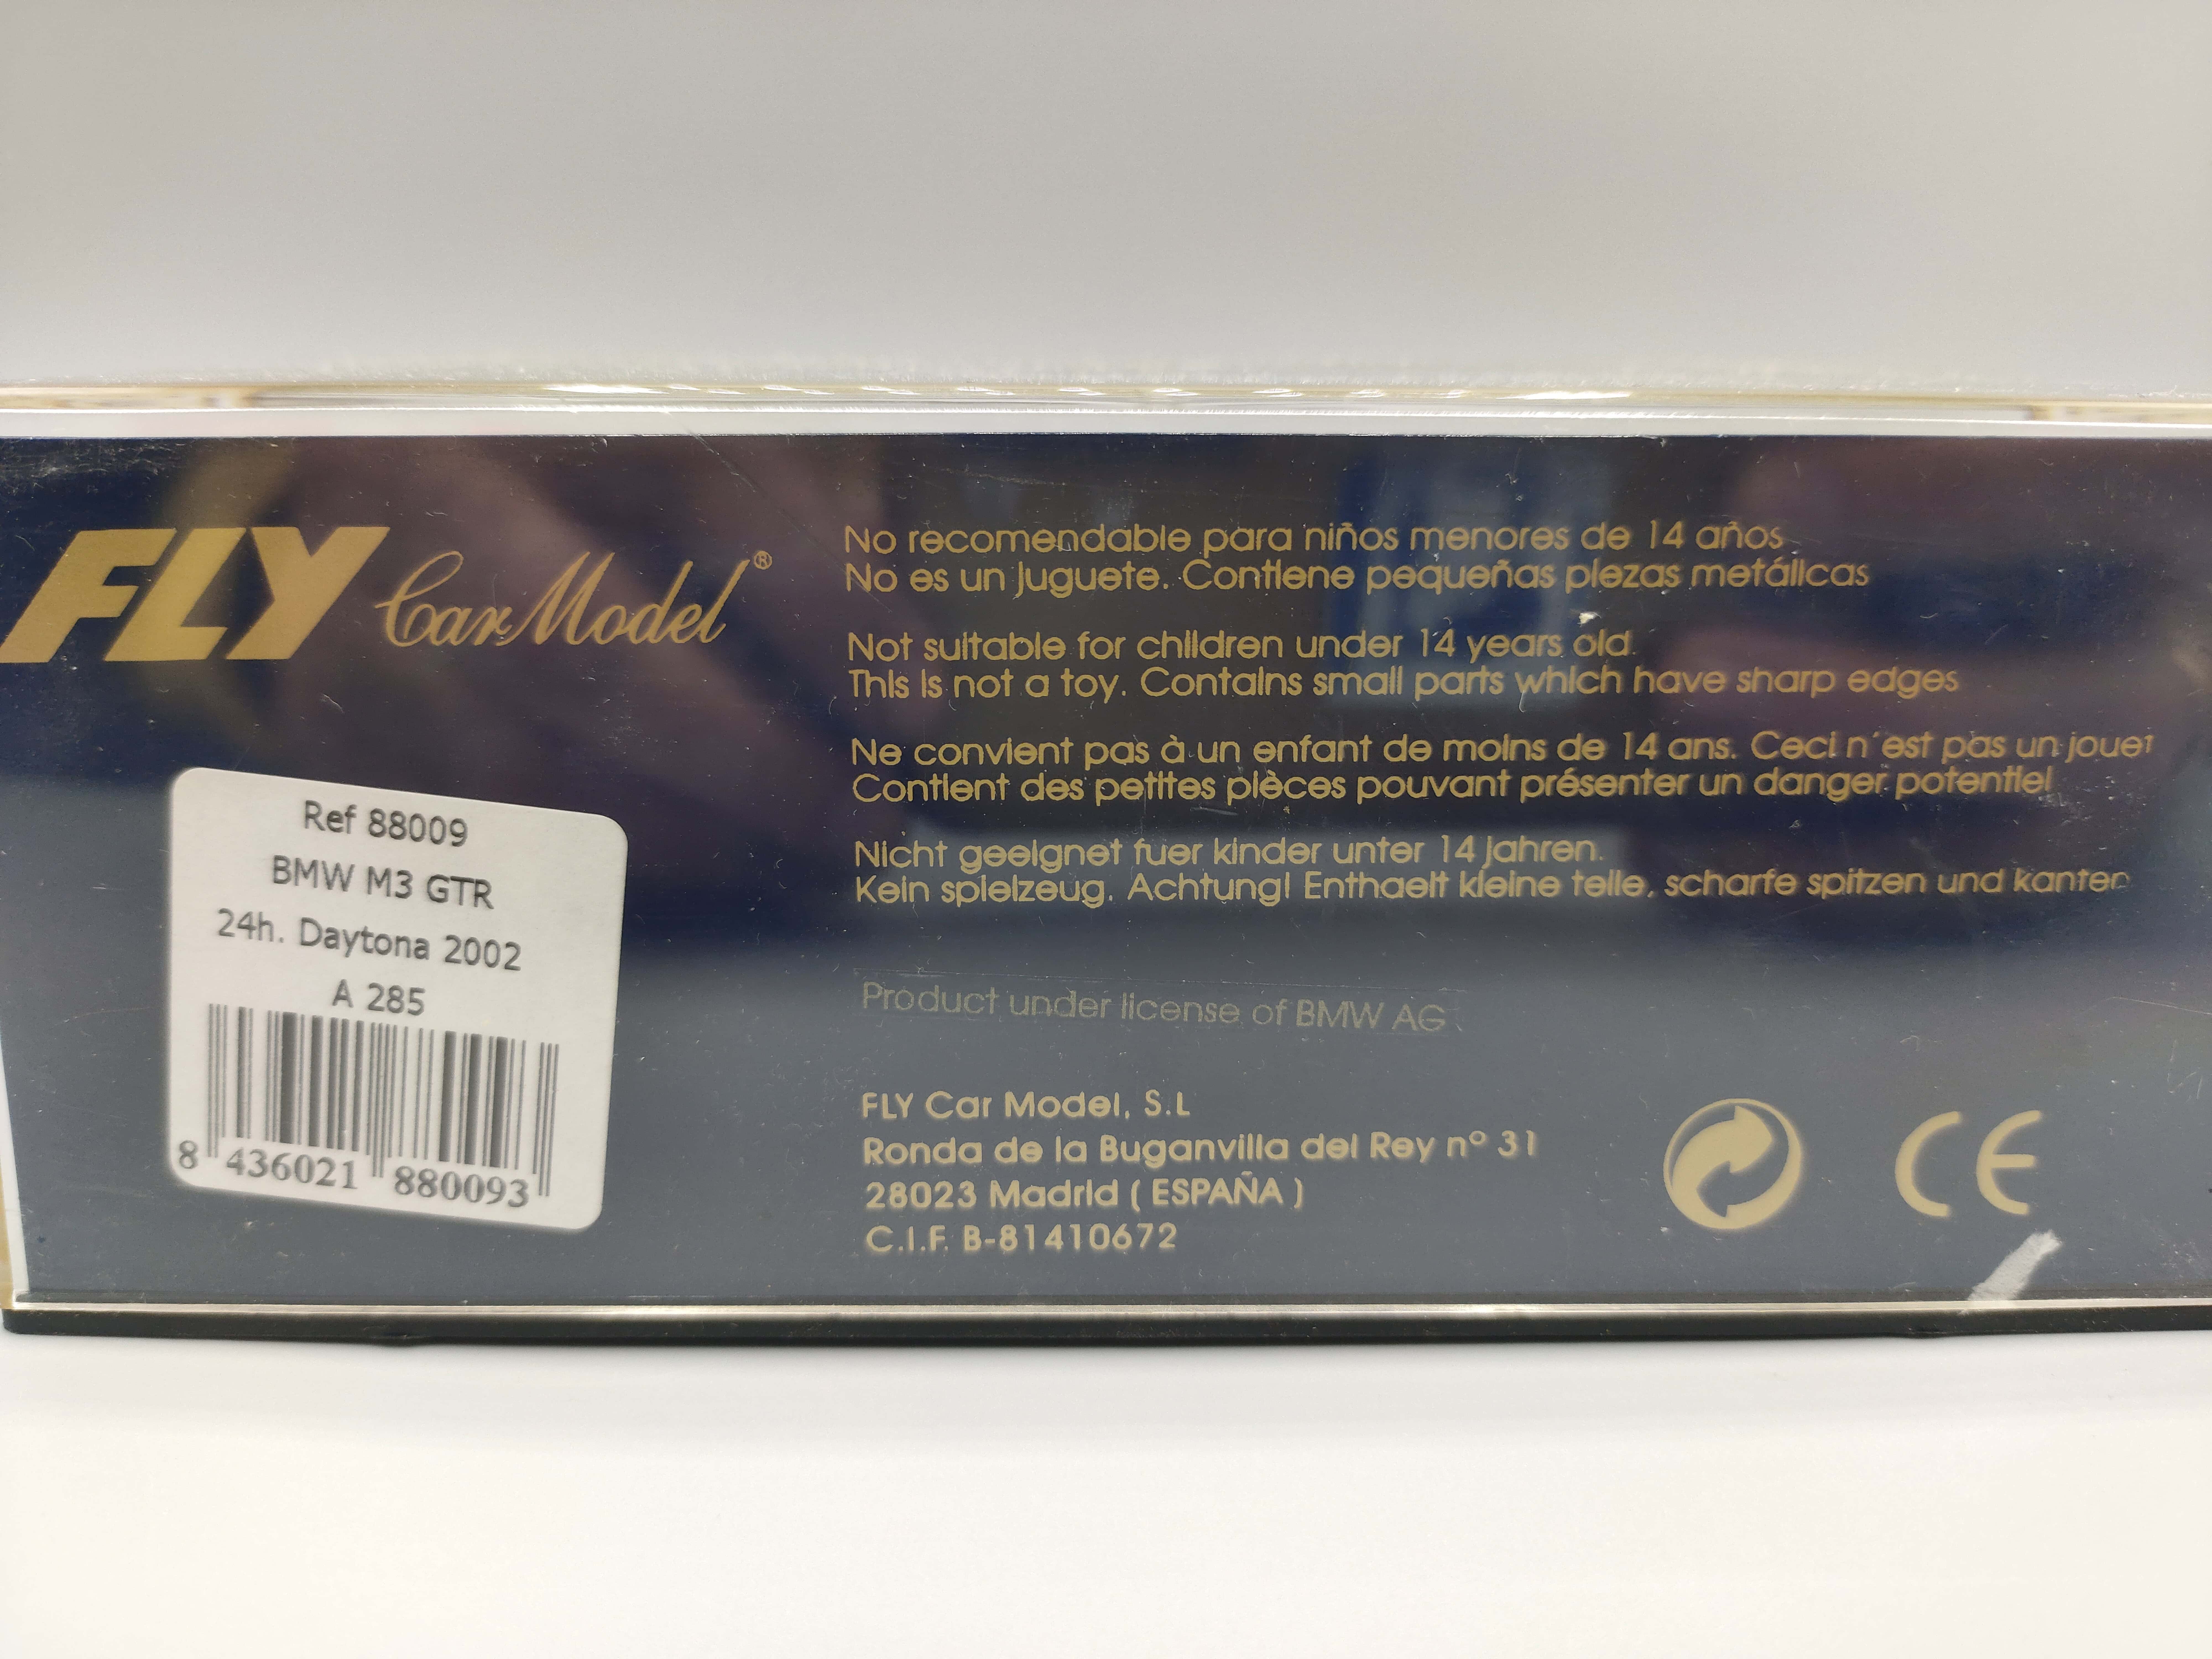 FLY Car Model®
Ref 88009
BMW M3 GTR
24h. Daytona 2002
A 285
8 436021 880093
No recomendable para niños menores de 14 años
No es un juguete. Contiene pequeñas piezas metálicas
Not suitable for children under 14 years old.
This is not a toy. Contains small parts which have sharp edges
Ne convient pas à un enfant de moins de 14 ans. Ceci n´est pas un jouet
Contient des petites pièces pouvant présenter un danger potentiel
Nicht geeignet fuer kinder unter 14 jahren.
Kein spielzeug. Achtung! Enthaelt kleine teile, scharfe spitzen und kanten
Product under license of BMW AG
FLY Car Model, S.L
Ronda de la Buganvilla del Rey nº 31
28023 Madrid ( ESPAÑA )
C.I.F. B-81410672
CE